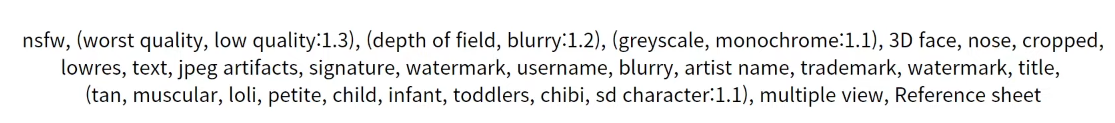 nsfw, (worst quality, low quality:1.3), (depth of field, blurry:1.2), (greyscale, monochrome:1.1), 3D face, nose, cropped,
lowres, text, jpeg artifacts, signature, watermark, username, blurry, artist name, trademark, watermark, title,
(tan, muscular, loli, petite, child, infant, toddlers, chibi, sd character:1.1), multiple view, Reference sheet